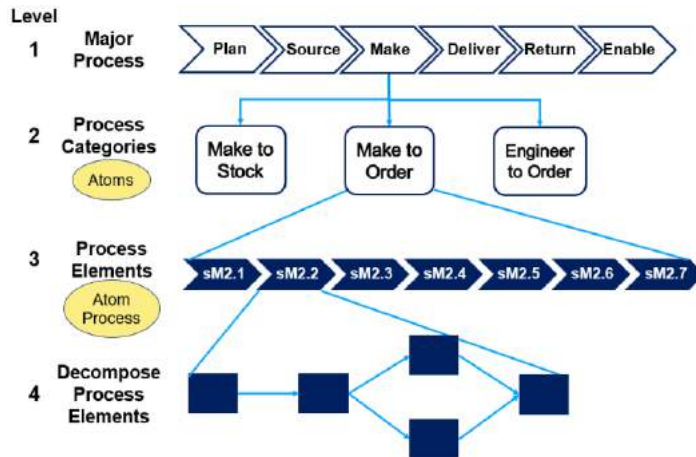 Level
1
Major
Process
Plan
Source
Make
Deliver
Return
Enable
2
Process
Categories
Atoms
Make to
Stock
Make to
Order
Engineer
to Order
3
Process
Elements
Atom
Process
sM2.1
sM2.2
sM2.3
sM2.4
sM2.5
sM2.6
sM2.7
4
Decompose
Process
Elements